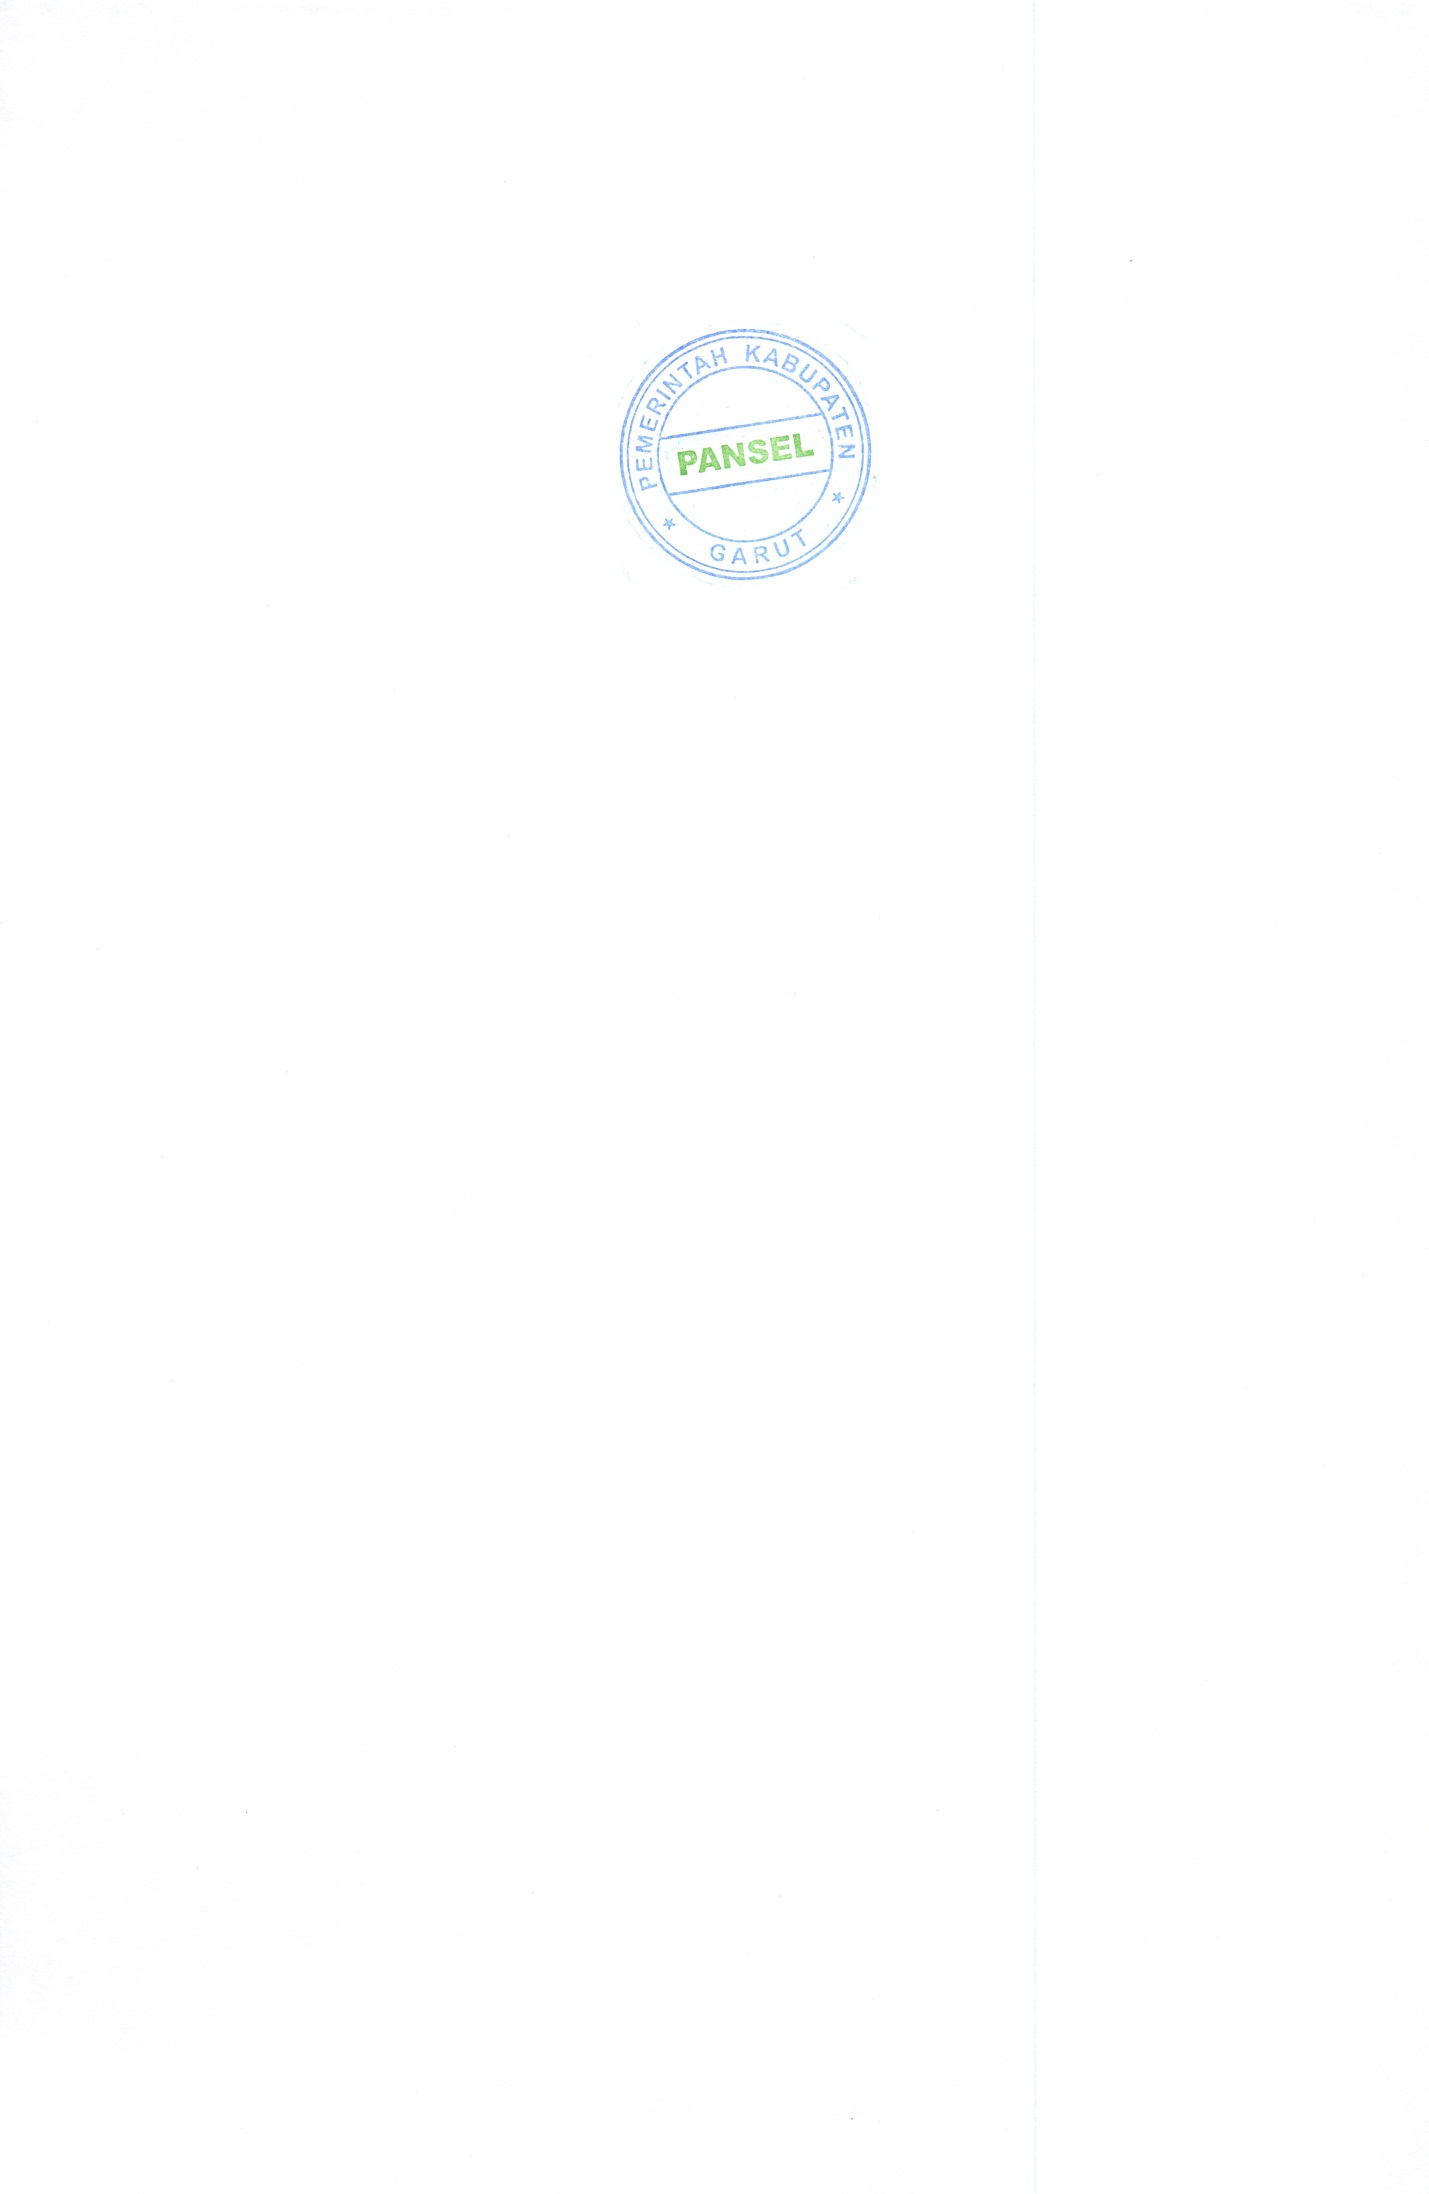 PEMERINTAH KABUPATEN
PANSEL
★ GARUT ★